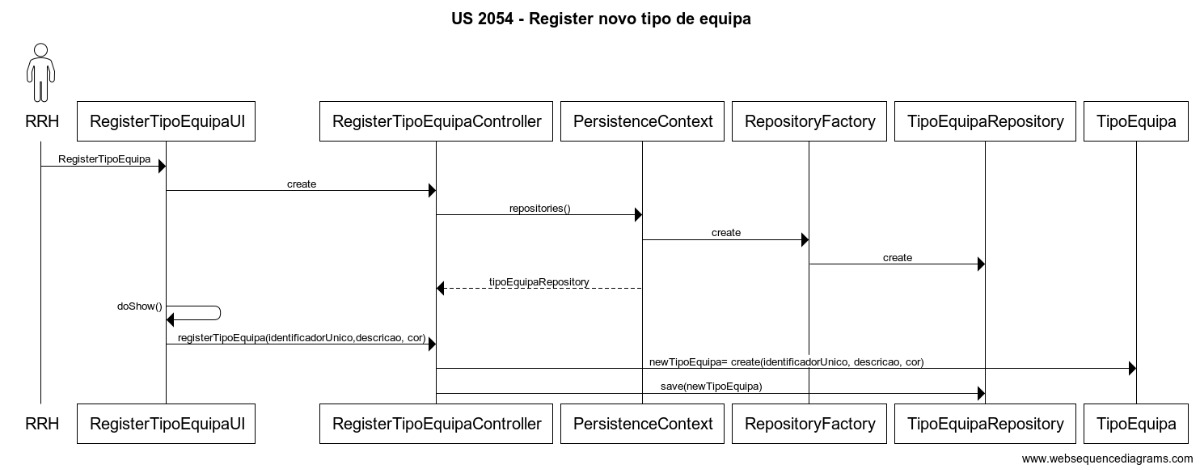 US 2054 - Register novo tipo de equipa
RRH RegisterTipoEquipaUI RegisterTipoEquipaController PersistenceContext RepositoryFactory TipoEquipaRepository TipoEquipa
RegisterTipoEquipa
create
repositories()
create
create
tipoEquipaRepository
doShow()
registerTipoEquipa(identificadorUnico,descricao, cor)
newTipoEquipa= create(identificadorUnico, descricao, cor)
save(newTipoEquipa)
RRH RegisterTipoEquipaUI RegisterTipoEquipaController PersistenceContext RepositoryFactory TipoEquipaRepository TipoEquipa
www.websequencediagrams.com